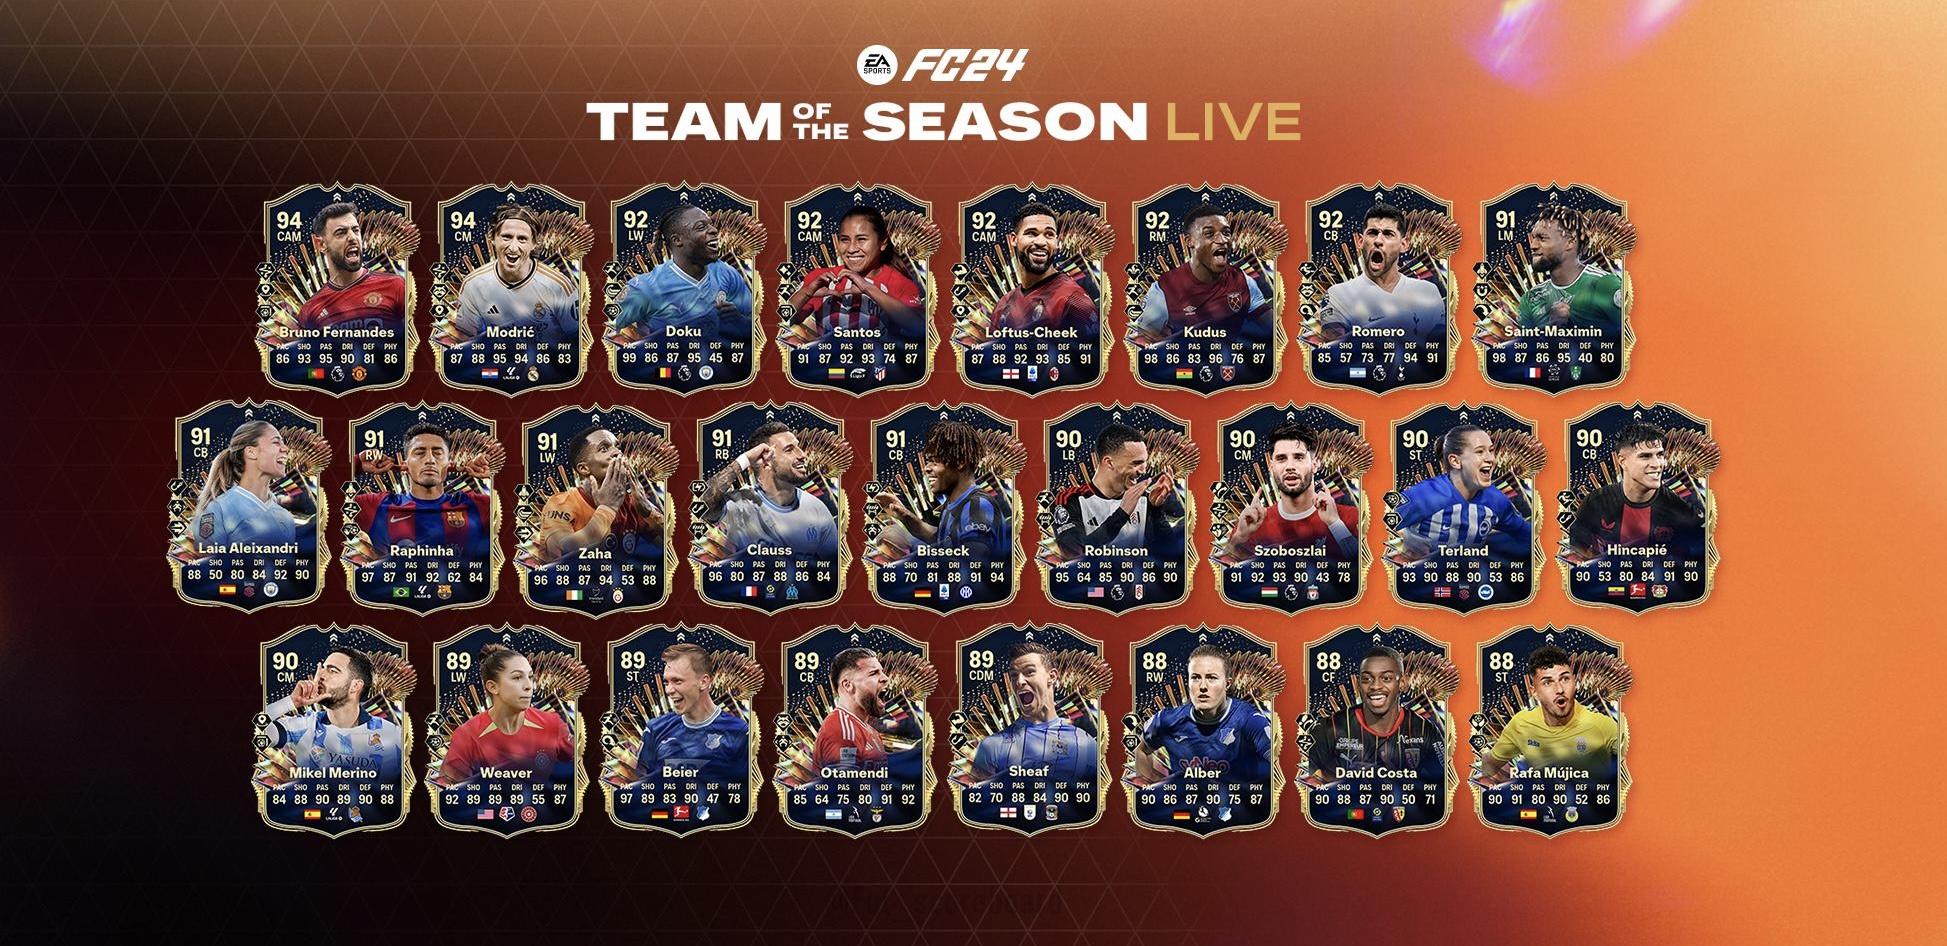 EA SPORTS FC24
TEAM OF THE SEASON LIVE
94 94 92 92 92 92 92 91
CAM CM LW CAM CAM RM CB LM
Bruno Fernandes Modrić Doku Santos Loftus-Cheek Kudus Romero Saint-Maximin
PAC SHO PAS DRI DEF PHY PAC SHO PAS DRI DEF PHY PAC SHO PAS DRI DEF PHY PAC SHO PAS DRI DEF PHY PAC SHO PAS DRI DEF PHY PAC SHO PAS DRI DEF PHY PAC SHO PAS DRI DEF PHY PAC SHO PAS DRI DEF PHY
86 93 95 90 81 86 87 88 95 94 86 83 99 86 87 95 45 87 91 87 92 93 74 87 87 88 92 93 85 91 98 86 83 96 76 87 85 57 73 77 94 91 98 87 86 95 40 80
91 91 91 91 91 90 90 90 90
CB RW LW RB CB LB CM ST CB
Laia Aleixandri Raphinha Zaha Clauss Bisseck Robinson Szoboszlai Terland Hincapié
PAC SHO PAS DRI DEF PHY PAC SHO PAS DRI DEF PHY PAC SHO PAS DRI DEF PHY PAC SHO PAS DRI DEF PHY PAC SHO PAS DRI DEF PHY PAC SHO PAS DRI DEF PHY PAC SHO PAS DRI DEF PHY PAC SHO PAS DRI DEF PHY PAC SHO PAS DRI DEF PHY
88 50 80 84 92 90 97 87 91 92 62 84 96 88 87 94 53 88 96 80 87 88 86 84 88 70 81 88 91 94 95 64 85 90 86 90 91 92 93 90 43 78 93 90 88 90 53 86 90 53 80 84 91 90
90 89 89 89 89 88 88 88
CM LW ST CB CDM RW CF ST
YASUDA
Mikel Merino Weaver Beier Otamendi Sheaf Alber David Costa Rafa Mújica
PAC SHO PAS DRI DEF PHY PAC SHO PAS DRI DEF PHY PAC SHO PAS DRI DEF PHY PAC SHO PAS DRI DEF PHY PAC SHO PAS DRI DEF PHY PAC SHO PAS DRI DEF PHY PAC SHO PAS DRI DEF PHY PAC SHO PAS DRI DEF PHY
84 88 90 89 90 88 92 89 89 89 55 87 97 89 83 90 47 78 85 64 75 80 91 92 82 70 88 84 90 90 90 86 87 90 75 87 90 88 87 90 50 71 90 91 80 90 52 86